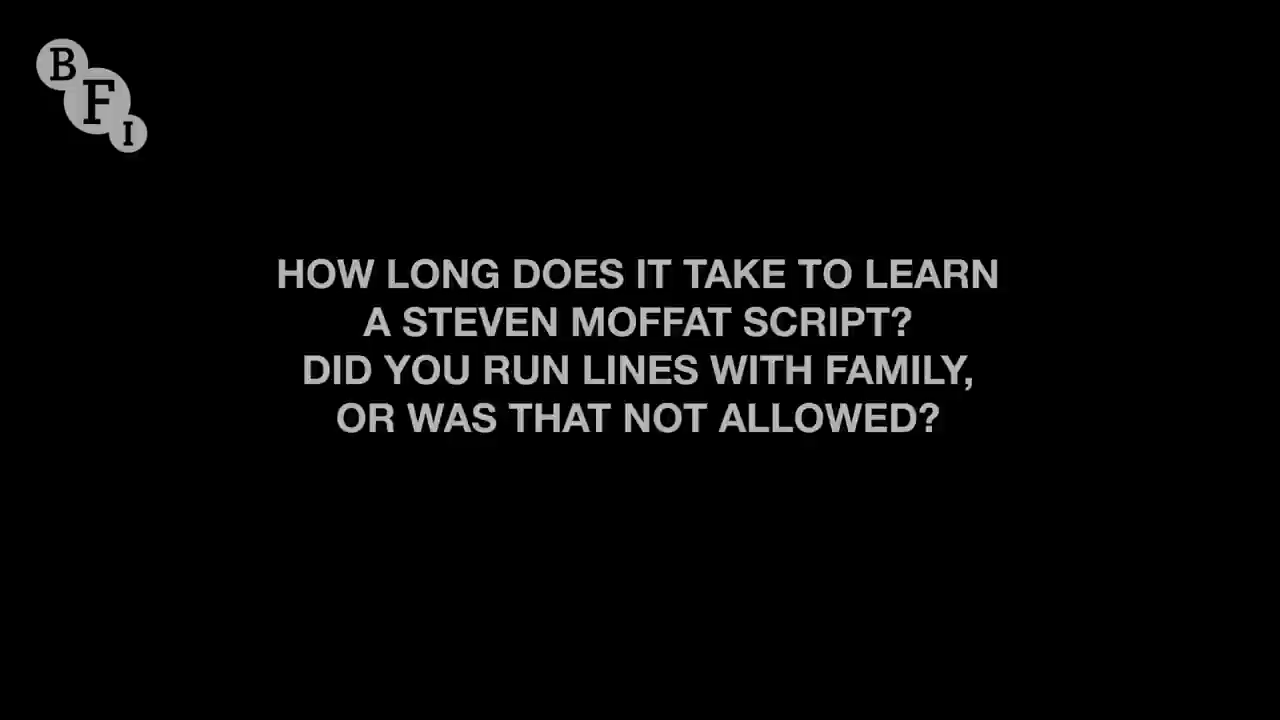 BFI
HOW LONG DOES IT TAKE TO LEARN
A STEVEN MOFFAT SCRIPT?
DID YOU RUN LINES WITH FAMILY,
OR WAS THAT NOT ALLOWED?